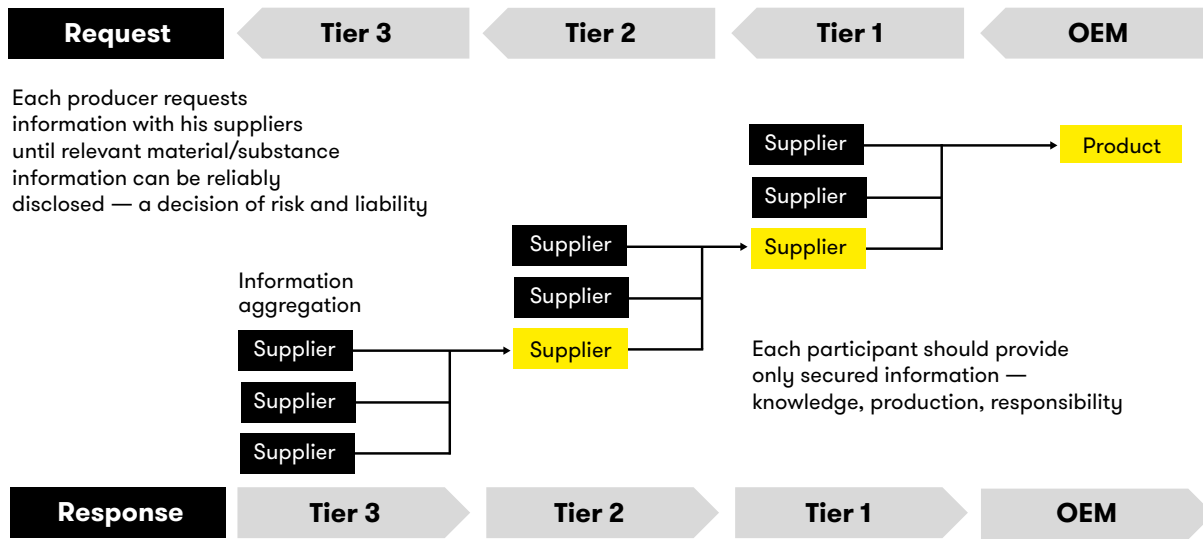 Request
Tier 3
Tier 2
Tier 1
OEM
Each producer requests
information with his suppliers
until relevant material/substance
information can be reliably
disclosed — a decision of risk and liability
Supplier
Product
Supplier
Supplier
Supplier
Supplier
Supplier
Information
aggregation
Supplier
Supplier
Supplier
Each participant should provide
only secured information —
knowledge, production, responsibility
Response
Tier 3
Tier 2
Tier 1
OEM